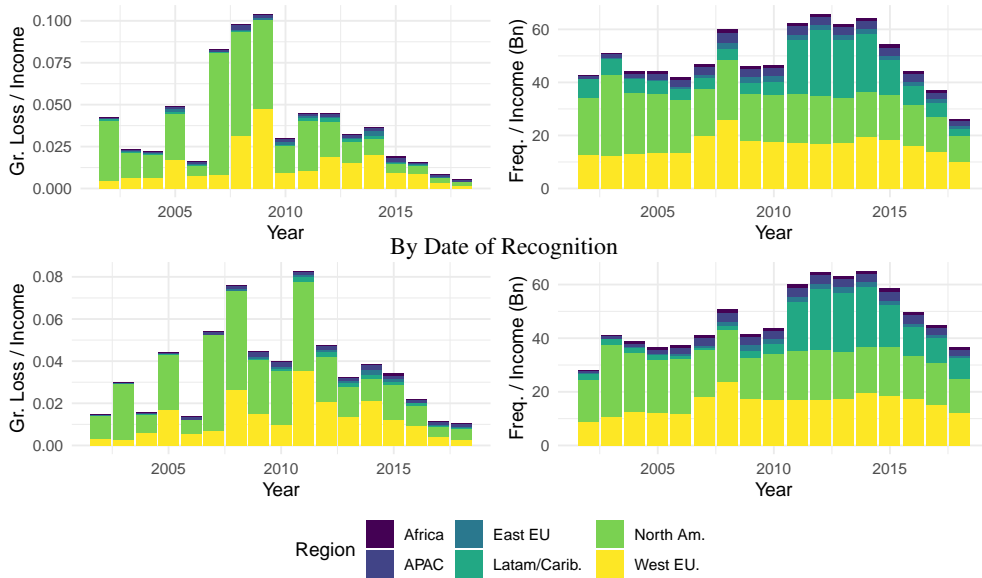 Gr. Loss / Income
0.100
0.075
0.050
0.025
0.000
2005 2010 2015
Year
Freq. / Income (Bn)
60
40
20
0
2005 2010 2015
Year
By Date of Recognition
Gr. Loss / Income
0.08
0.06
0.04
0.02
0.00
2005 2010 2015
Year
Freq. / Income (Bn)
60
40
20
0
2005 2010 2015
Year
Region
Africa East EU North Am.
APAC Latam/Carib. West EU.